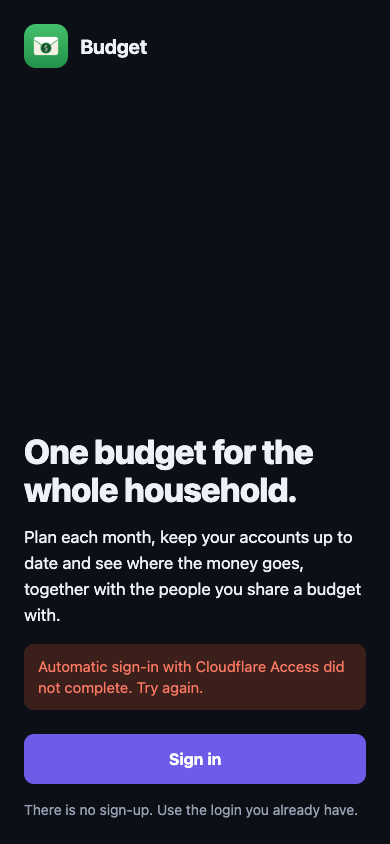 Budget
One budget for the
whole household.
Plan each month, keep your accounts up to
date and see where the money goes,
together with the people you share a budget
with.
Automatic sign-in with Cloudflare Access did
not complete. Try again.
Sign in
There is no sign-up. Use the login you already have.